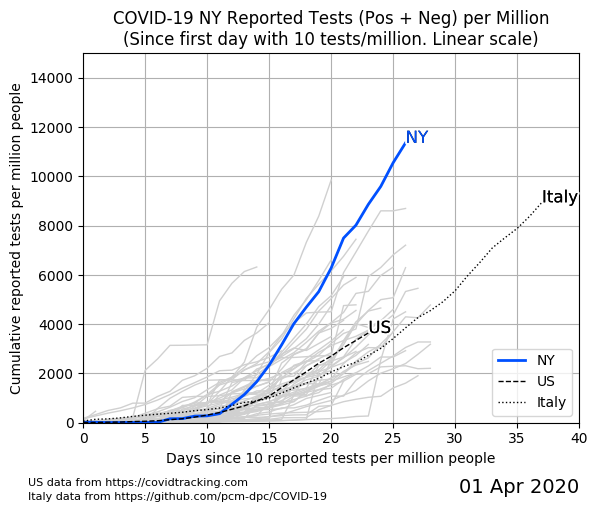 COVID-19 NY Reported Tests (Pos + Neg) per Million
(Since first day with 10 tests/million. Linear scale)
Cumulative reported tests per million people
14000
12000
10000
8000
6000
4000
2000
0
NY
Italy
US
NY
US
Italy
0 5 10 15 20 25 30 35 40
Days since 10 reported tests per million people
US data from https://covidtracking.com
Italy data from https://github.com/pcm-dpc/COVID-19
01 Apr 2020